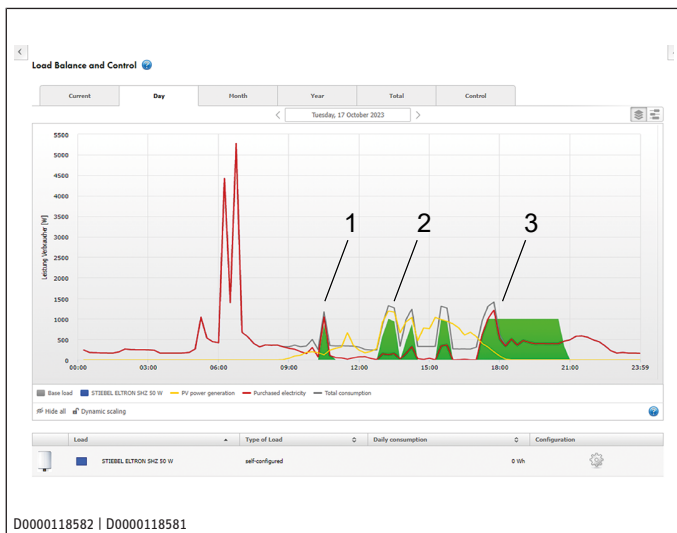 Load Balance and Control ?
Current Day Month Year Total Control
Tuesday, 17 October 2023
1 2 3
Leistung Verbraucher [W]
5500
5000
4500
4000
3500
3000
2500
2000
1500
1000
500
0
00:00 03:00 06:00 09:00 12:00 15:00 18:00 21:00 23:59
Base load STIEBEL ELTRON SHZ 50 W PV power generation Purchased electricity Total consumption
Hide all Dynamic scaling ?
Load Type of Load Daily consumption Configuration
STIEBEL ELTRON SHZ 50 W self-configured 0 Wh
D0000118582 | D0000118581